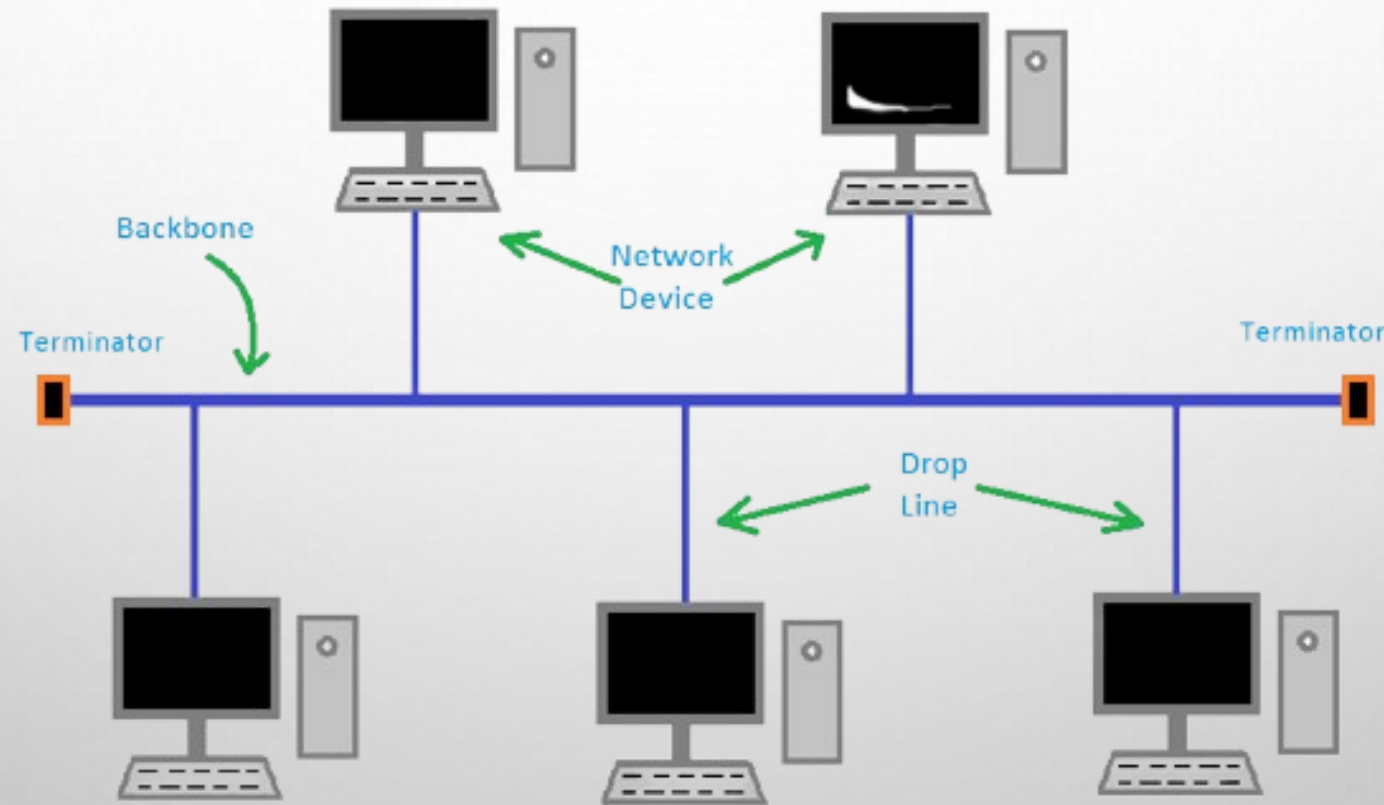 Backbone
Network
Device
Terminator
Terminator
Drop
Line